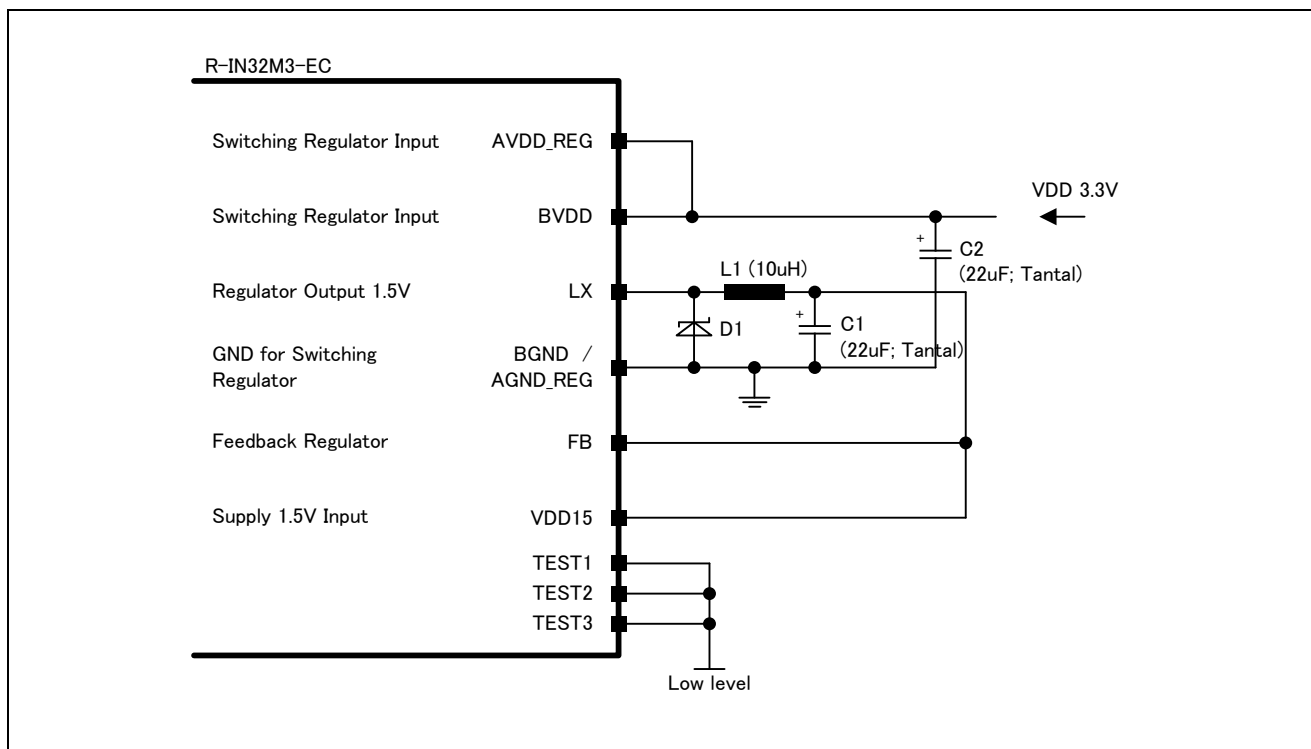 R-IN32M3-EC
Switching Regulator Input AVDD_REG
VDD 3.3V
Switching Regulator Input BVDD
+ C2
(22uF; Tantal)
L1 (10uH)
Regulator Output 1.5V LX
+ C1
(22uF; Tantal)
D1
GND for Switching
Regulator
BGND /
AGND_REG
Feedback Regulator FB
Supply 1.5V Input VDD15
TEST1
TEST2
TEST3
Low level